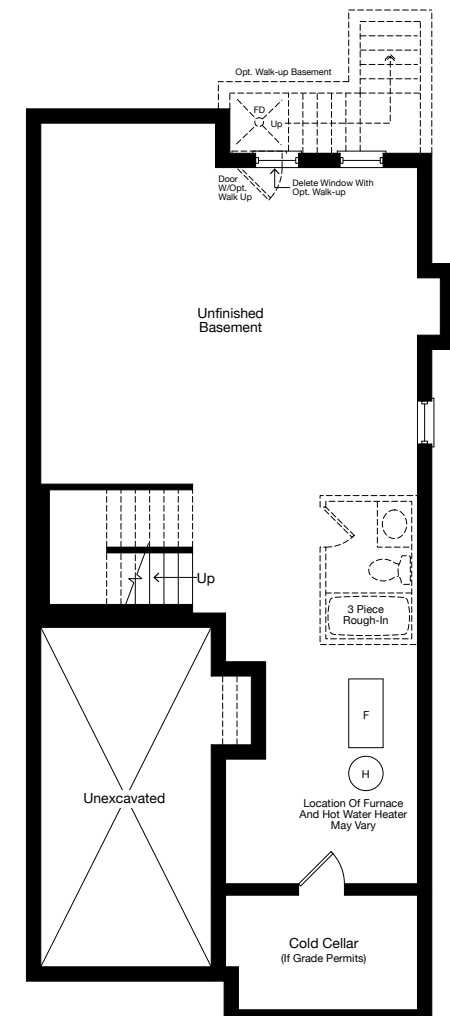 Opt. Walk-up Basement
FD
Up
Door
W/Opt.
Walk Up
Delete Window With
Opt. Walk-up
Unfinished
Basement
Up
3 Piece
Rough-In
F
H
Location Of Furnace
And Hot Water Heater
May Vary
Unexcavated
Cold Cellar
(If Grade Permits)